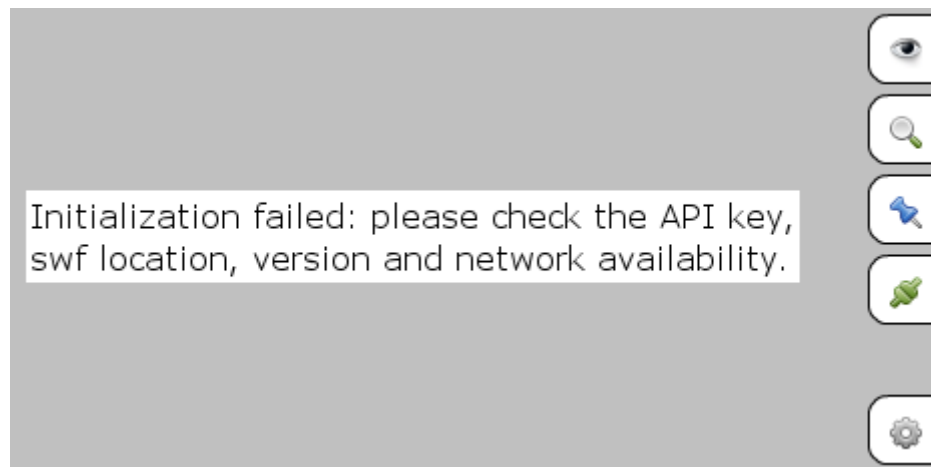 Initialization failed: please check the API key,
swf location, version and network availability.